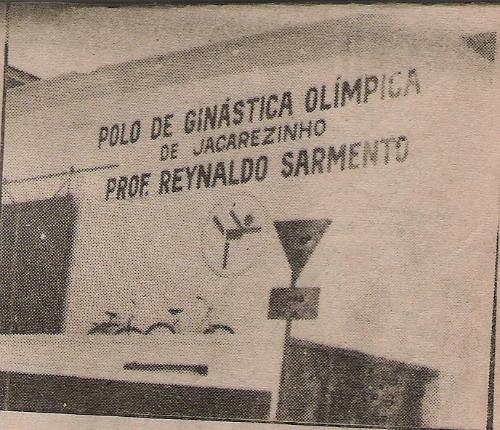 POLO DE GINÁSTICA OLÍMPICA
DE JACAREZINHO
PROF. REYNALDO SARMENTO